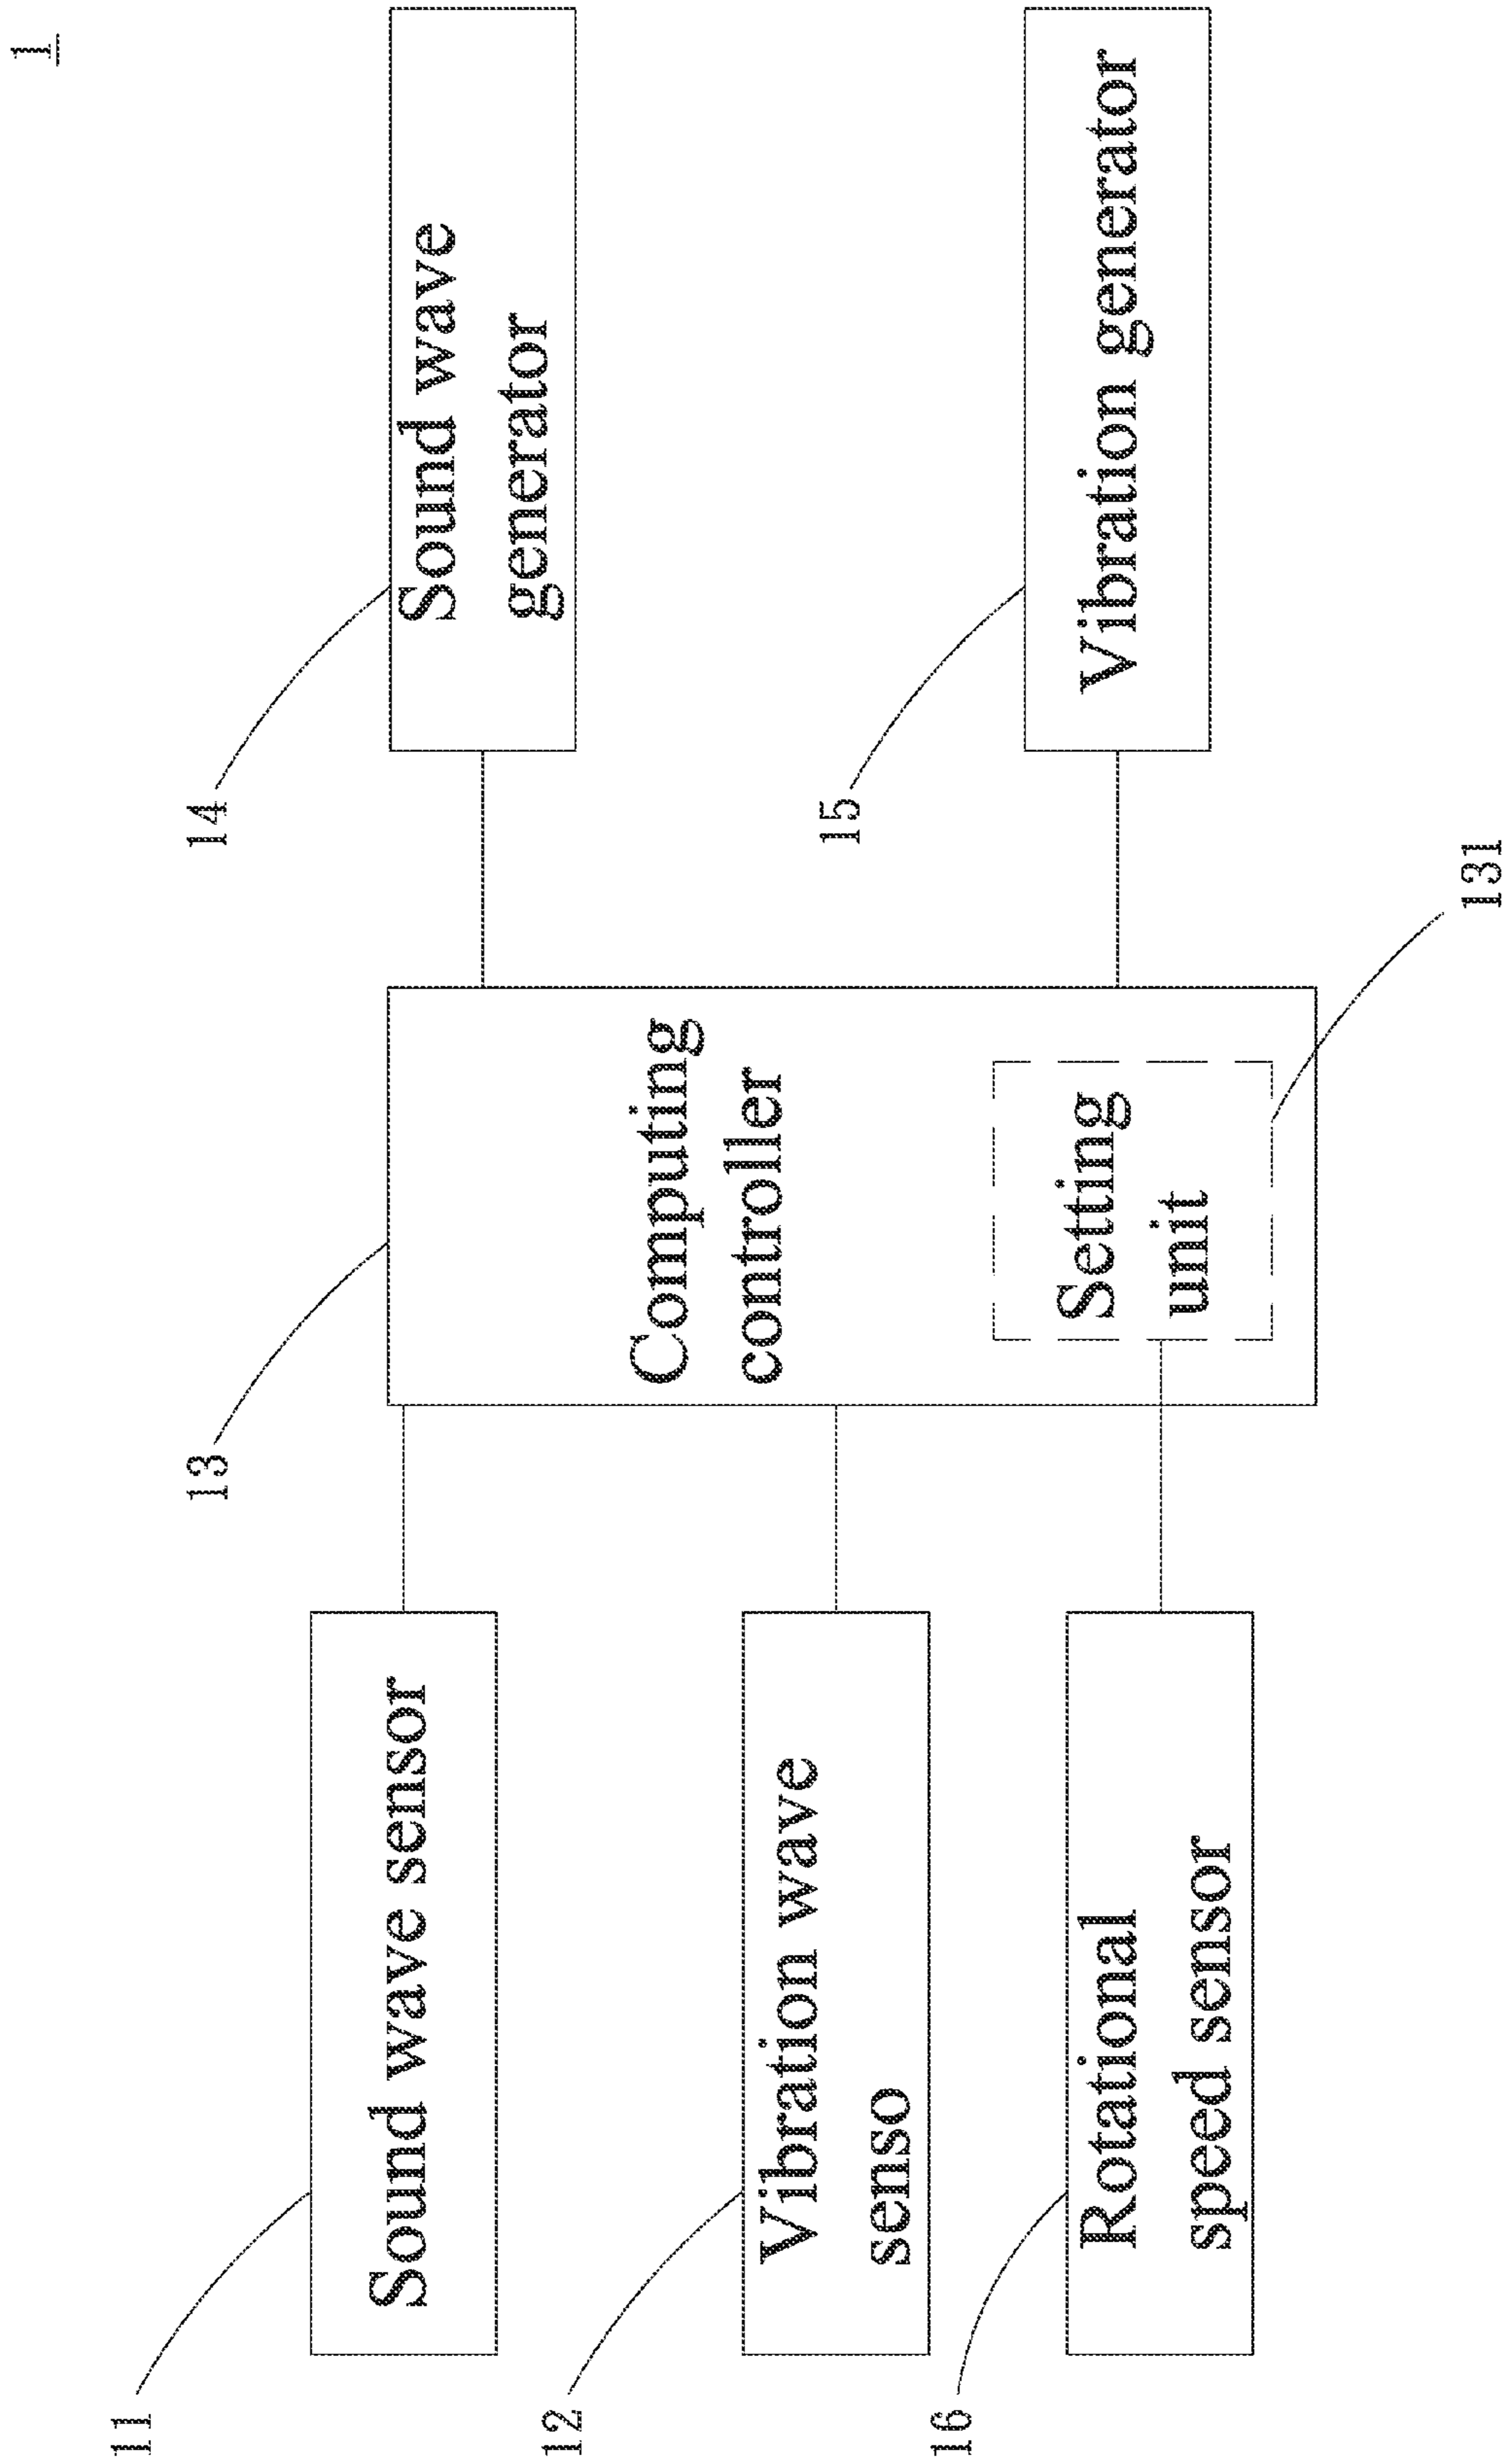 1
11
Sound wave sensor
12
Vibration wave
senso
16
Rotational
speed sensor
13
Computing
controller
Setting
unit
131
14
Sound wave
generator
15
Vibration generator